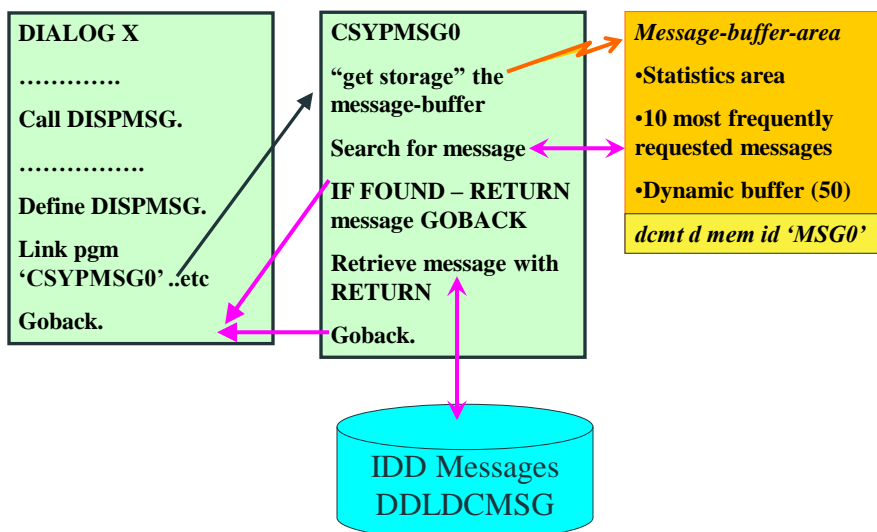 DIALOG X
………….
Call DISPMSG.
…………….
Define DISPMSG.
Link pgm
‘CSYPMSG0’ ..etc
Goback.
CSYPMSG0
“get storage” the
message-buffer
Search for message
IF FOUND – RETURN
message GOBACK
Retrieve message with
RETURN
Goback.
Message-buffer-area
•Statistics area
•10 most frequently
requested messages
•Dynamic buffer (50)
dcmt d mem id ‘MSG0’
IDD Messages
DDLDCMSG